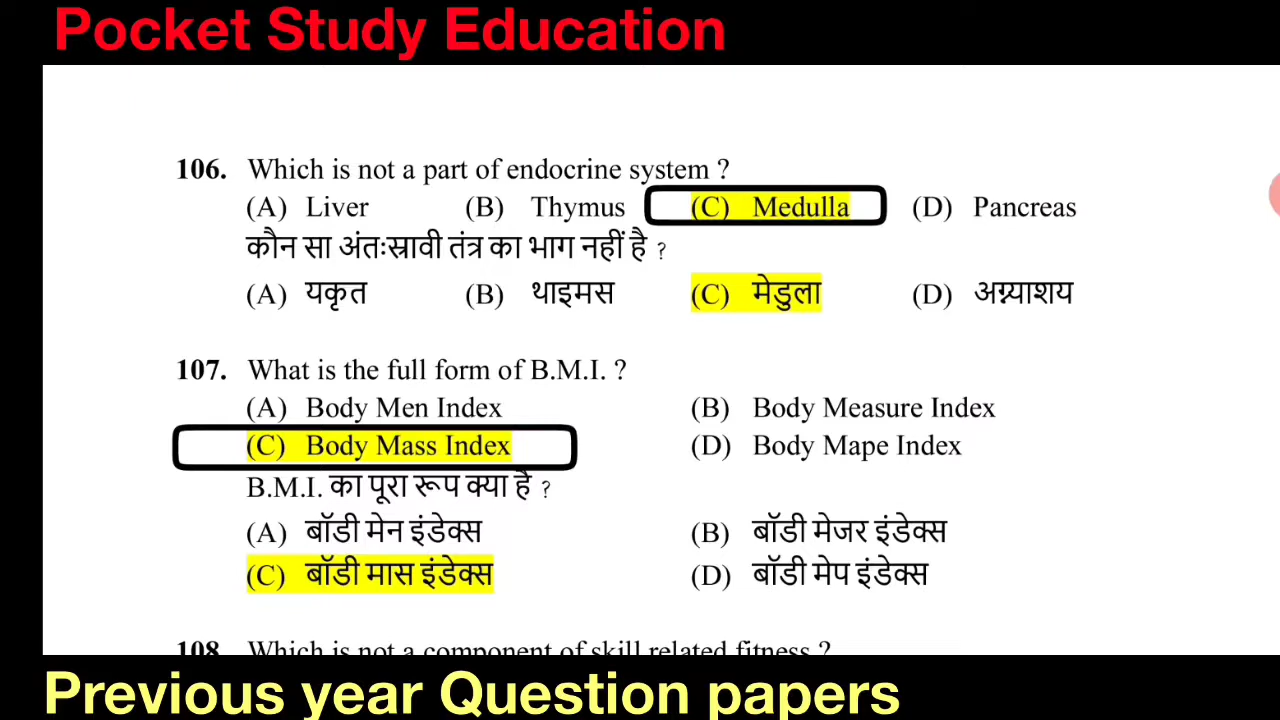 Pocket Study Education
106. Which is not a part of endocrine system ?
(A) Liver (B) Thymus (C) Medulla (D) Pancreas
कौन सा अंतःस्रावी तंत्र का भाग नहीं है ?
(A) यकृत (B) थाइमस (C) मेडुला (D) अग्न्याशय
107. What is the full form of B.M.I. ?
(A) Body Men Index (B) Body Measure Index
(C) Body Mass Index (D) Body Mape Index
B.M.I. का पूरा रूप क्या है ?
(A) बॉडी मेन इंडेक्स (B) बॉडी मेजर इंडेक्स
(C) बॉडी मास इंडेक्स (D) बॉडी मेप इंडेक्स
108 Which is not a component of skill related fitness ?
Previous year Question papers